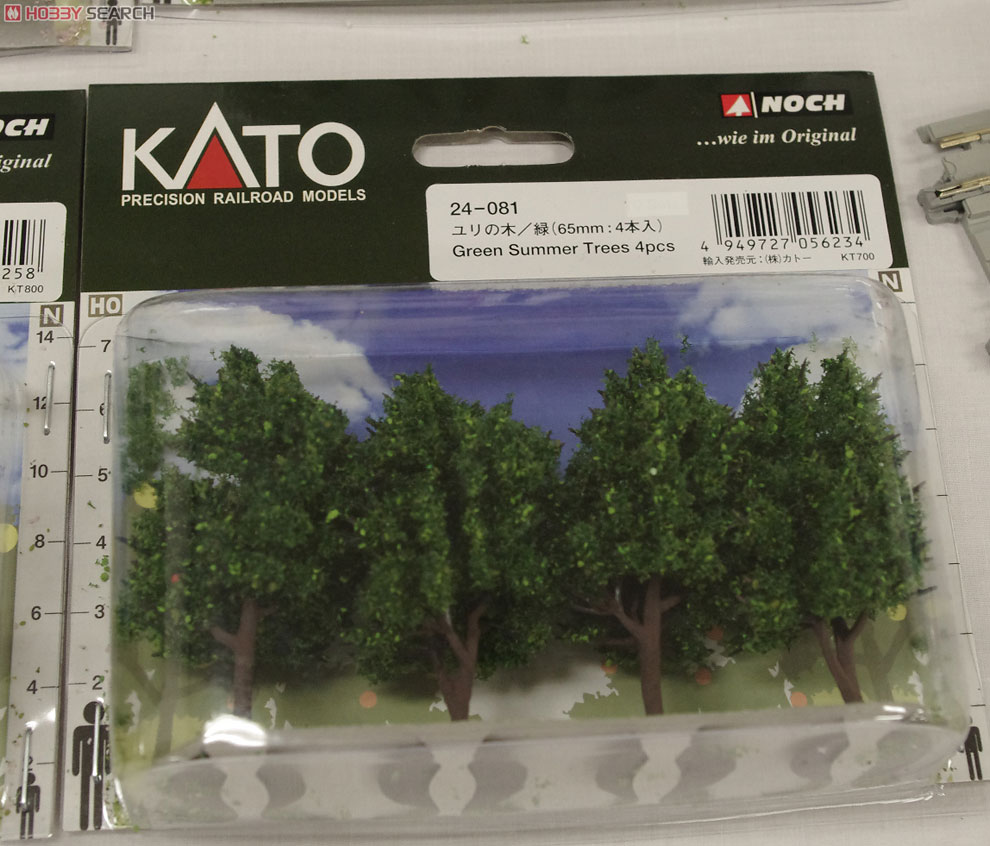 HOBBY SEARCH
OCH
iginal
258
KT800
N
14
12
10
8
6
4
2
KATO
PRECISION RAILROAD MODELS
NOCH
...wie im Original
24-081
ユリの木／緑(65mm:4本入)
Green Summer Trees 4pcs
4 949727 056234
輸入発売元:(株)カトー KT700
HO
N
7
6
5
4
3
2